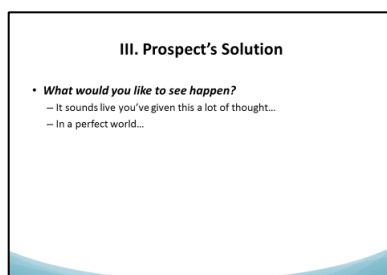 III. Prospect's Solution
• What would you like to see happen?
– It sounds live you've given this a lot of thought...
– In a perfect world...